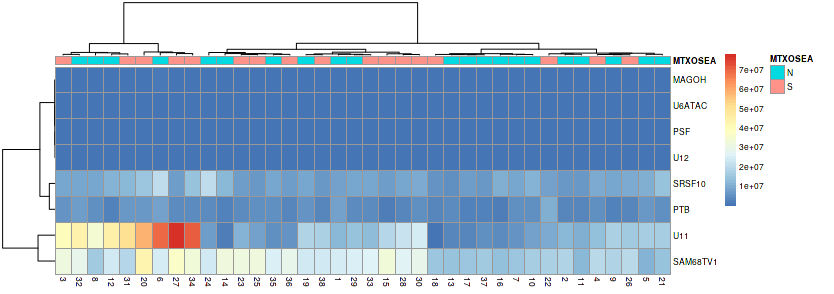 MTXOSEA
MAGOH
U6ATAC
PSF
U12
SRSF10
PTB
U11
SAM68TV1
3 32 8 12 31 20 6 27 34 24 14 23 25 35 36 19 38 1 29 33 15 28 30 18 13 17 37 16 7 10 22 2 11 4 9 26 5 21
7e+07
6e+07
5e+07
4e+07
3e+07
2e+07
1e+07
MTXOSEA
N
S